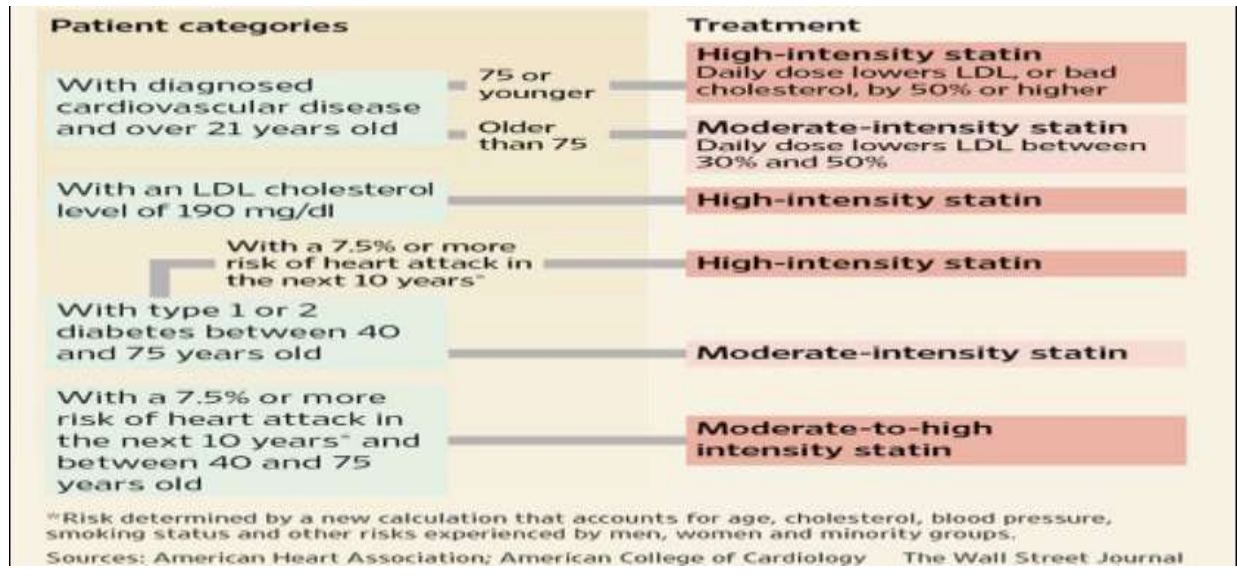 Patient categories
Treatment
With diagnosed
cardiovascular disease
and over 21 years old
75 or
younger
High-intensity statin
Daily dose lowers LDL, or bad
cholesterol, by 50% or higher
Older
than 75
Moderate-intensity statin
Daily dose lowers LDL between
30% and 50%
With an LDL cholesterol
level of 190 mg/dl
High-intensity statin
With a 7.5% or more
risk of heart attack in
the next 10 years*
High-intensity statin
With type 1 or 2
diabetes between 40
and 75 years old
Moderate-intensity statin
With a 7.5% or more
risk of heart attack in
the next 10 years* and
between 40 and 75
years old
Moderate-to-high
intensity statin
*Risk determined by a new calculation that accounts for age, cholesterol, blood pressure,
smoking status and other risks experienced by men, women and minority groups.
Sources: American Heart Association; American College of Cardiology The Wall Street Journal